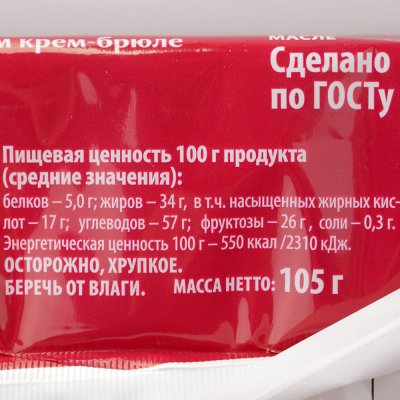 м крем-брюле
МАСЛЕ
Сделано
по ГОСТу
Пищевая ценность 100 г продукта
(средние значения):
белков – 5,0 г; жиров – 34 г, в т.ч. насыщенных жирных кис-
лот – 17 г; углеводов – 57 г; фруктозы – 26 г , соли – 0,3 г.
Энергетическая ценность 100 г – 550 ккал /2310 кДж.
ОСТОРОЖНО, ХРУПКОЕ.
БЕРЕЧЬ ОТ ВЛАГИ. МАССА НЕТТО: 105 г